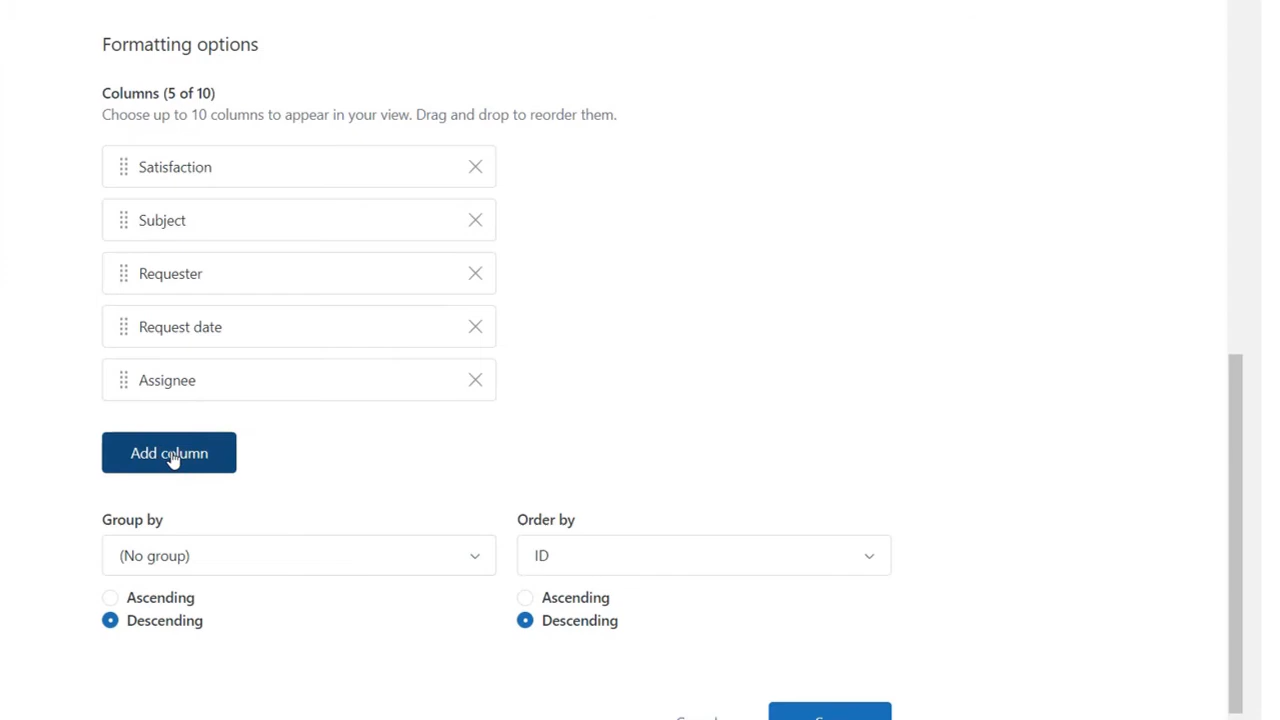 Formatting options
Columns (5 of 10)
Choose up to 10 columns to appear in your view. Drag and drop to reorder them.
Satisfaction
Subject
Requester
Request date
Assignee
Add column
Group by
Order by
(No group)
ID
Ascending
Ascending
Descending
Descending